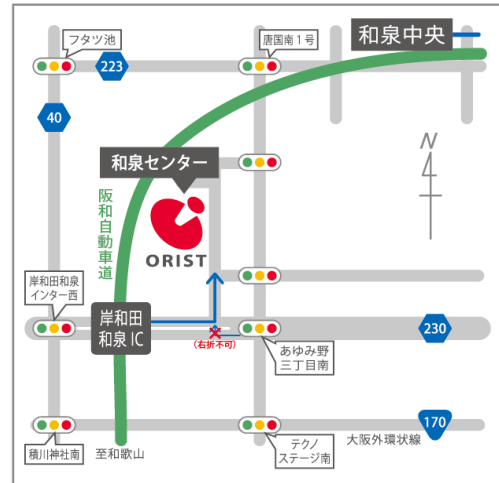 フタツ池
唐国南1号
和泉中央
223
40
N
和泉センター
阪和自動車道
ORIST
岸和田和泉
インター西
岸和田
和泉IC
230
(右折不可)
あゆみ野
三丁目南
170
大阪外環状線
積川神社南
至和歌山
テクノ
ステージ南